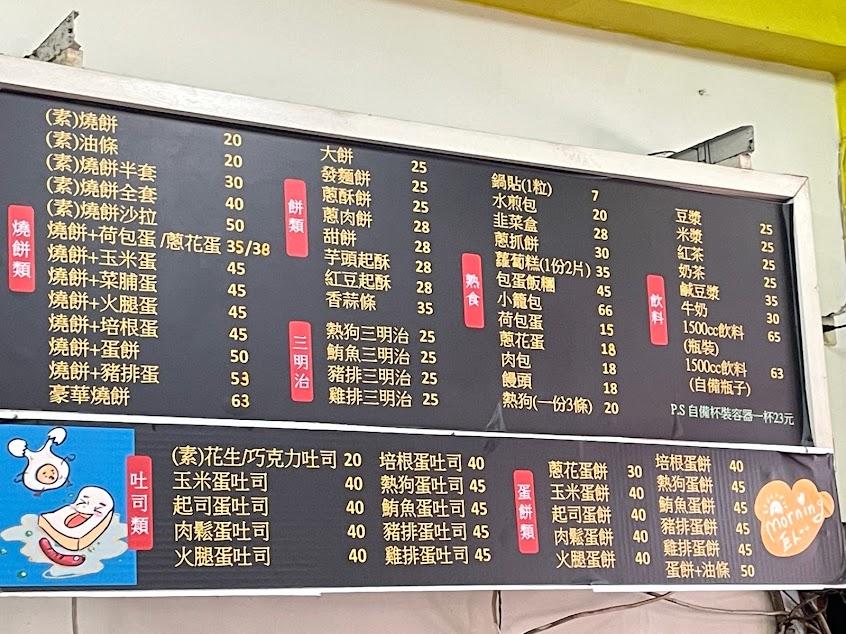 燒餅類
(素)燒餅 20
(素)油條 20
(素)燒餅半套 30
(素)燒餅全套 40
(素)燒餅沙拉 50
燒餅+荷包蛋/蔥花蛋 35/38
燒餅+玉米蛋 45
燒餅+菜脯蛋 45
燒餅+火腿蛋 45
燒餅+培根蛋 45
燒餅+蛋餅 50
燒餅+豬排蛋 53
豪華燒餅 63
餅類
大餅 25
發麵餅 25
蔥酥餅 25
蔥肉餅 28
甜餅 28
芋頭起酥 28
紅豆起酥 28
香蒜條 35
三明治
熱狗三明治 25
鮪魚三明治 25
豬排三明治 25
雞排三明治 25
熟食
鍋貼(1粒) 7
水煎包 20
韭菜盒 28
蔥抓餅 30
蘿蔔糕(1份2片) 35
包蛋飯糰 45
小籠包 66
荷包蛋 15
蔥花蛋 18
肉包 18
饅頭 18
熱狗(一份3條) 20
飲料
豆漿 25
米漿 25
紅茶 25
奶茶 25
鹹豆漿 35
牛奶 30
1500cc飲料 65
(瓶裝)
1500cc飲料 63
(自備瓶子)
P.S 自備杯裝容器一杯23元
吐司類
(素)花生/巧克力吐司 20
玉米蛋吐司 40
起司蛋吐司 40
肉鬆蛋吐司 40
火腿蛋吐司 40
培根蛋吐司 40
熱狗蛋吐司 45
鮪魚蛋吐司 45
豬排蛋吐司 45
雞排蛋吐司 45
蛋餅類
蔥花蛋餅 30
玉米蛋餅 40
起司蛋餅 40
肉鬆蛋餅 40
火腿蛋餅 40
培根蛋餅 40
熱狗蛋餅 45
鮪魚蛋餅 45
豬排蛋餅 45
雞排蛋餅 45
蛋餅+油條 50
morning